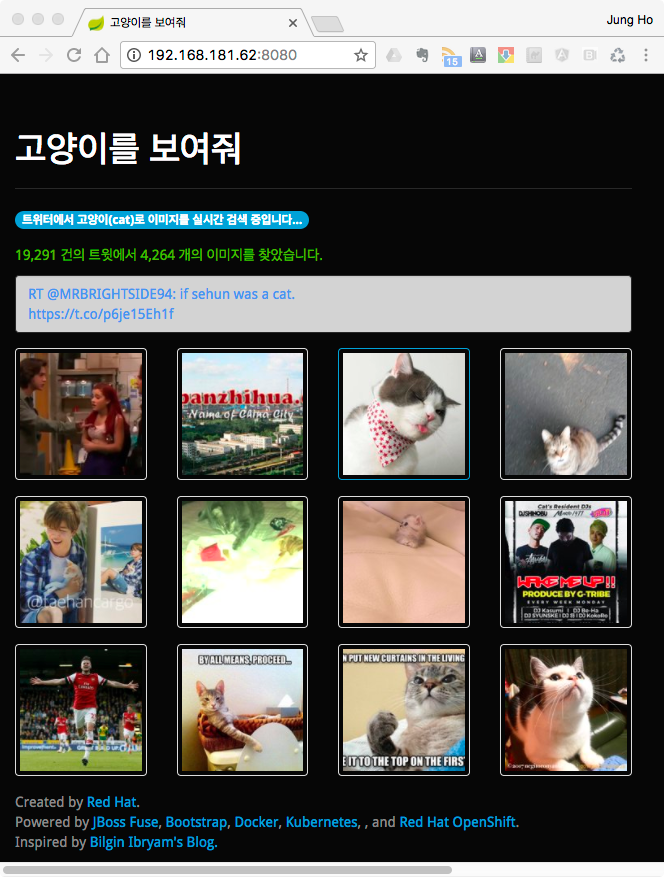 고양이를 보여줘
Jung Ho
192.168.181.62:8080
15
고양이를 보여줘
트위터에서 고양이(cat)로 이미지를 실시간 검색 중입니다...
19,291 건의 트윗에서 4,264 개의 이미지를 찾았습니다.
RT @MRBRIGHTSIDE94: if sehun was a cat.
https://t.co/p6je15Eh1f
panzhihua.c
Name of China City
@taehancargo
Cat's Resident DJs
DJSHINOBU
WAKE ME UP!!
PRODUCE BY G-TRIBE
EVERY WEEK MONDAY
DJ Kasumi DJ Be-Ha
BY ALL MEANS, PROCEED...
N PUT NEW CURTAINS IN THE LIVING
E IT TO THE TOP ON THE FIRS
Created by Red Hat.
Powered by JBoss Fuse, Bootstrap, Docker, Kubernetes, , and Red Hat OpenShift.
Inspired by Bilgin Ibryam's Blog.